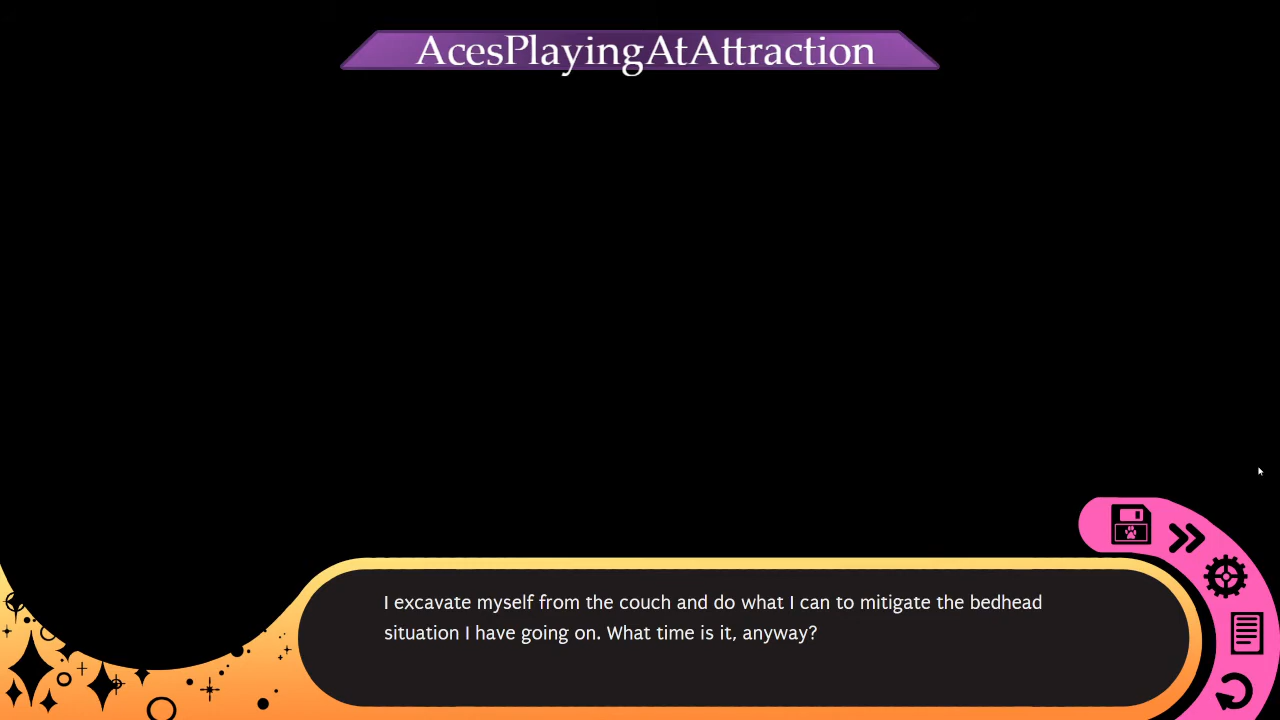 AcesPlayingAtAttraction
I excavate myself from the couch and do what I can to mitigate the bedhead
situation I have going on. What time is it, anyway?